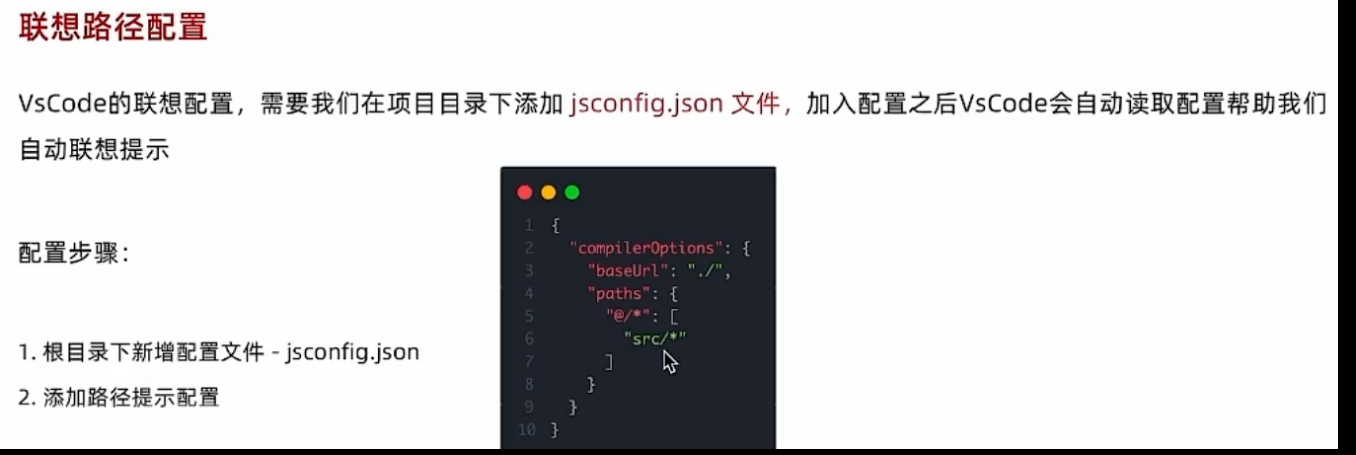 联想路径配置
VsCode的联想配置，需要我们在项目目录下添加 jsconfig.json 文件，加入配置之后VsCode会自动读取配置帮助我们
自动联想提示
配置步骤：
1. 根目录下新增配置文件 - jsconfig.json
2. 添加路径提示配置
1 {
2 "compilerOptions": {
3 "baseUrl": "./",
4 "paths": {
5 "@/*": [
6 "src/*"
7 ]
8 }
9 }
10 }